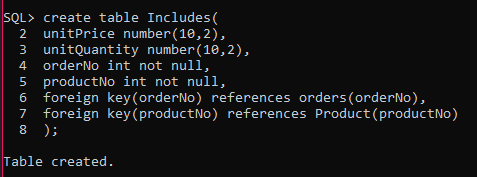 SQL> create table Includes(
  2  unitPrice number(10,2),
  3  unitQuantity number(10,2),
  4  orderNo int not null,
  5  productNo int not null,
  6  foreign key(orderNo) references orders(orderNo),
  7  foreign key(productNo) references Product(productNo)
  8  );
Table created.